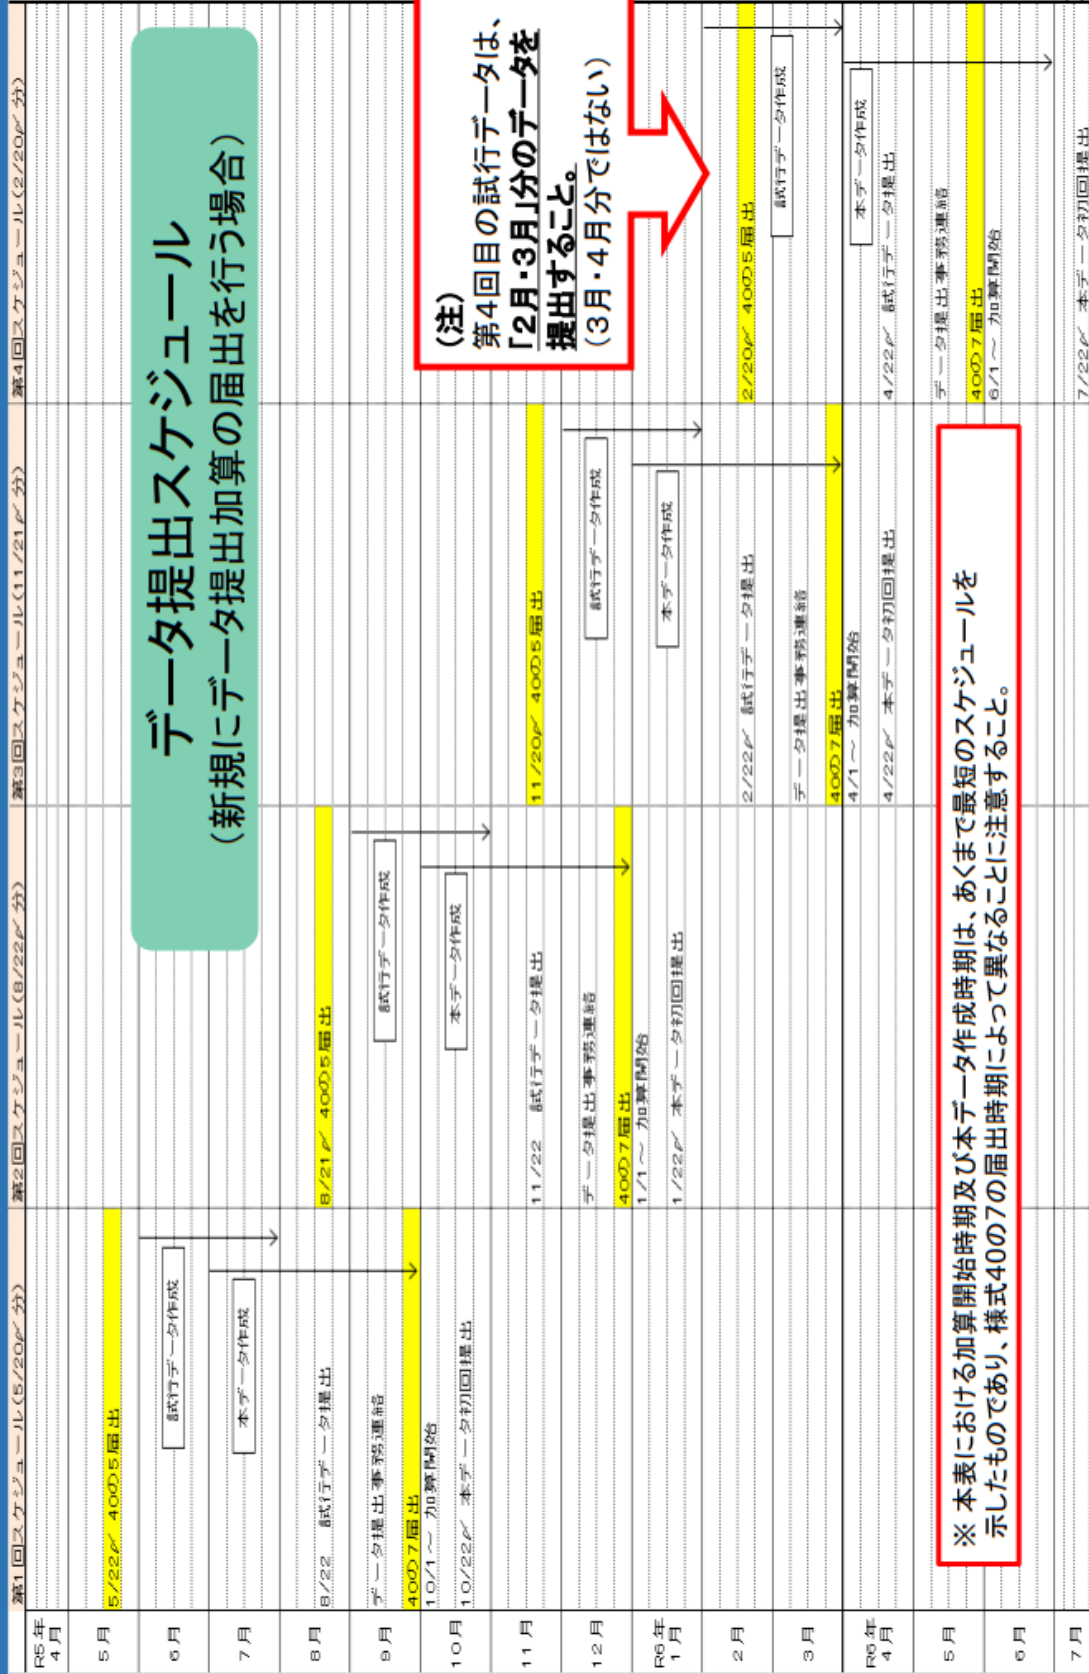 データ提出スケジュール
（新規にデータ提出加算の届出を行う場合）
第1回スケジュール(5/20〆分)
第2回スケジュール(8/22〆分)
第3回スケジュール(11/21〆分)
第4回スケジュール(2/20〆分)
R5年
4月
5月
6月
7月
8月
9月
10月
11月
12月
R6年
1月
2月
3月
R6年
4月
5月
6月
7月
5/22〆 40の5届出
試行データ作成
本データ作成
8/22 試行データ提出
データ提出事務連絡
40の7届出
10/1～ 加算開始
10/22〆 本データ初回提出
8/21〆 40の5届出
試行データ作成
本データ作成
11/22 試行データ提出
データ提出事務連絡
40の7届出
1/1～ 加算開始
1/22〆 本データ初回提出
11/20〆 40の5届出
試行データ作成
本データ作成
2/22〆 試行データ提出
データ提出事務連絡
40の7届出
4/1～ 加算開始
4/22〆 本データ初回提出
(注)
第4回目の試行データは、
「2月・3月」分のデータを
提出すること。
(3月・4月分ではない)
2/20〆 40の5届出
試行データ作成
本データ作成
4/22〆 試行データ提出
データ提出事務連絡
40の7届出
6/1～ 加算開始
7/22〆 本データ初回提出
※ 本表における加算開始時期及び本データ作成時期は、あくまで最短のスケジュールを
示したものであり、様式40の7の届出時期によって異なることに注意すること。